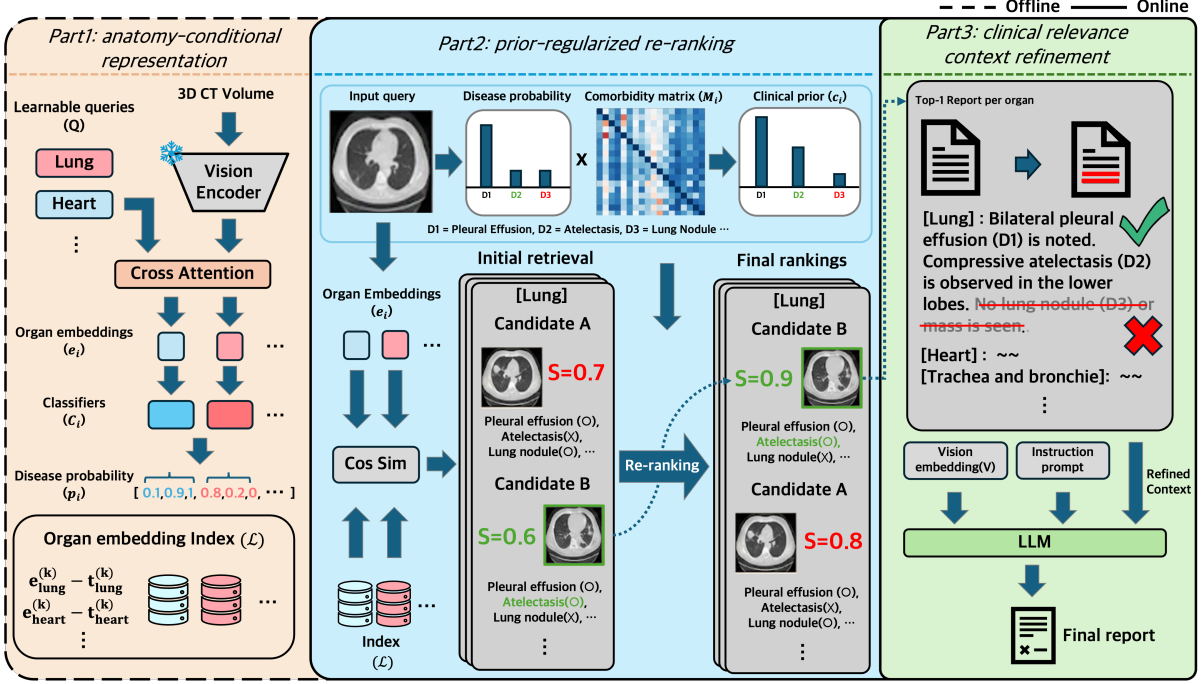 Offline
Online
Part1: anatomy-conditional
representation
Learnable queries
(Q)
3D CT Volume
Lung
Heart
⋮
Vision
Encoder
Cross Attention
Organ embeddings
(eᵢ)
⋯
Classifiers
(Cᵢ)
⋯
Disease probability
(pᵢ)
[ 0.1,0.9,1, 0.8,0.2,0, ⋯ ]
Organ embedding Index (ℒ)
e_lung^(k) − t_lung^(k)
e_heart^(k) − t_heart^(k)
⋮
⋯
Part2: prior-regularized re-ranking
Input query
Disease probability
D1 D2 D3
X
Comorbidity matrix (Mᵢ)
Clinical prior (cᵢ)
D1 D2 D3
D1 = Pleural Effusion, D2 = Atelectasis, D3 = Lung Nodule ⋯
Organ Embeddings
(eᵢ)
⋯
Cos Sim
⋯
Index
(ℒ)
Initial retrieval
[Lung]
Candidate A
S=0.7
Pleural effusion (O),
Atelectasis(X),
Lung nodule(O), ⋯
Candidate B
S=0.6
Pleural effusion (O),
Atelectasis(O),
Lung nodule(X), ⋯
⋮
Re-ranking
Final rankings
[Lung]
Candidate B
S=0.9
Pleural effusion (O),
Atelectasis(O),
Lung nodule(X), ⋯
Candidate A
S=0.8
Pleural effusion (O),
Atelectasis(X),
Lung nodule(O), ⋯
⋮
Part3: clinical relevance
context refinement
Top-1 Report per organ
[Lung] : Bilateral pleural
effusion (D1) is noted.
Compressive atelectasis (D2)
is observed in the lower
lobes. No lung nodule (D3) or
mass is seen.
[Heart] : ~~
[Trachea and bronchie]: ~~
⋮
Vision
embedding(V)
Instruction
prompt
Refined
Context
LLM
Final report